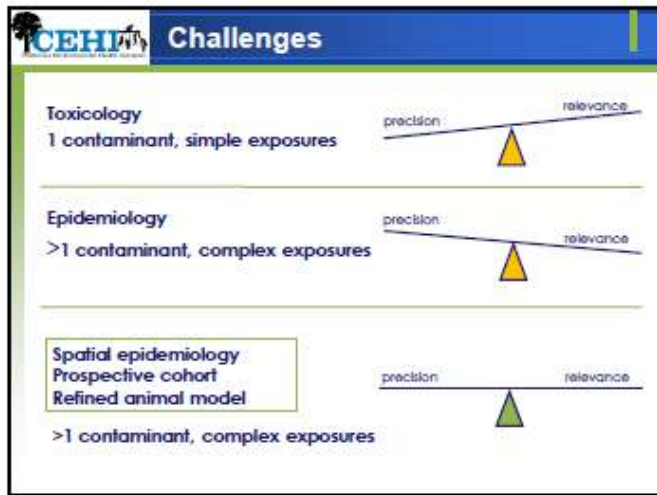 CEHI
Challenges
Toxicology
1 contaminant, simple exposures
precision
relevance
Epidemiology
>1 contaminant, complex exposures
precision
relevance
Spatial epidemiology
Prospective cohort
Refined animal model
>1 contaminant, complex exposures
precision
relevance